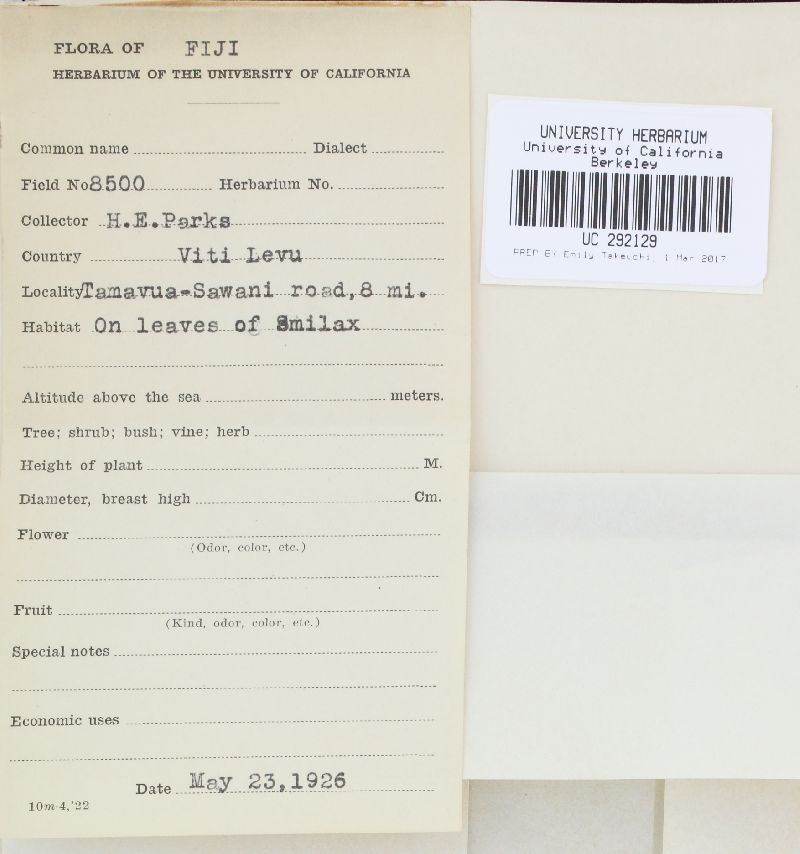 FLORA OF FIJI
HERBARIUM OF THE UNIVERSITY OF CALIFORNIA
Common name Dialect
Field No 8500 Herbarium No.
Collector H.E.Parks
Country Viti Levu
Locality Tamavua-Sawani road,8 mi.
Habitat On leaves of Smilax
Altitude above the sea meters.
Tree; shrub; bush; vine; herb
Height of plant M.
Diameter, breast high Cm.
Flower
(Odor, color, etc.)
Fruit
(Kind, odor, color, etc.)
Special notes
Economic uses
Date May 23,1926
10m-4,'22
UNIVERSITY HERBARIUM
University of California
Berkeley
UC 292129
PREP BY Emily Takeuchi, 1 Mar 2017